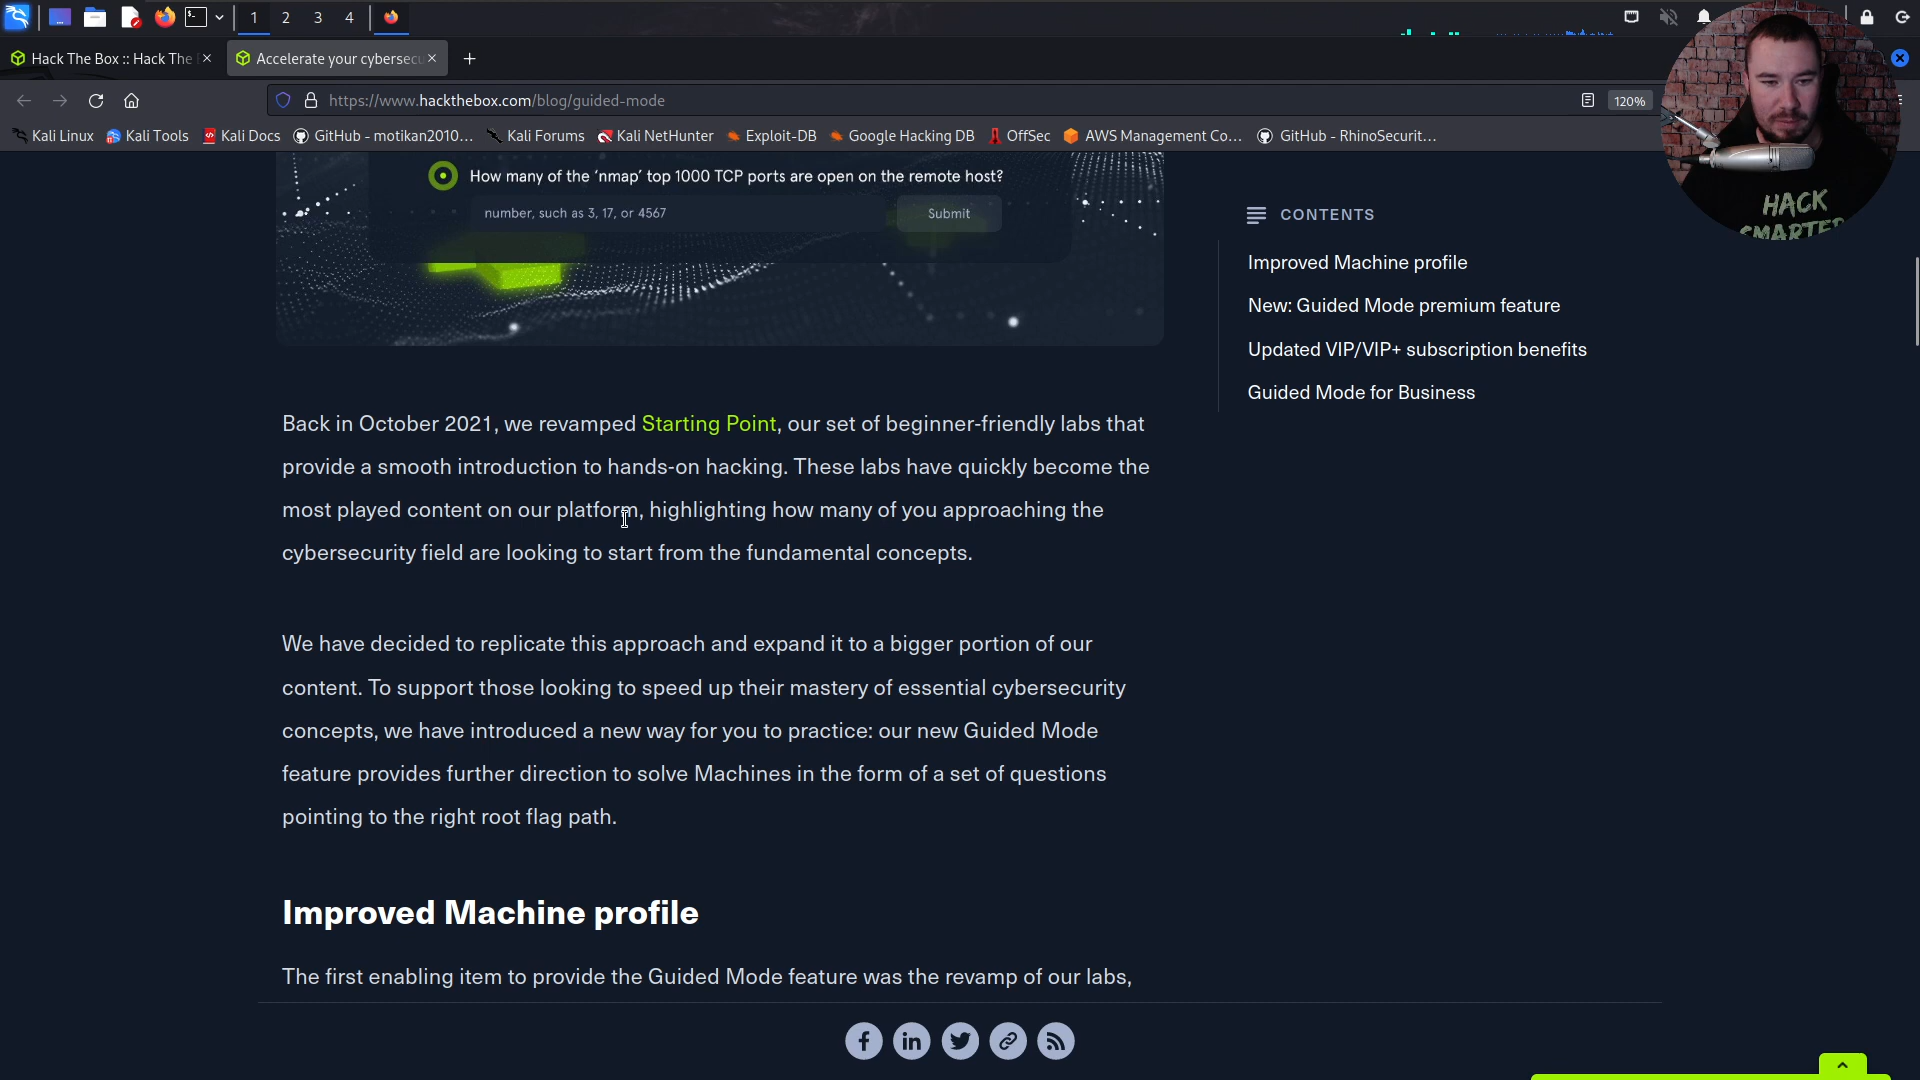 1 2 3 4
Hack The Box :: Hack The
Accelerate your cybersecu
https://www.hackthebox.com/blog/guided-mode
120%
Kali Linux Kali Tools Kali Docs GitHub - motikan2010... Kali Forums Kali NetHunter Exploit-DB Google Hacking DB OffSec AWS Management Co... GitHub - RhinoSecurit...
How many of the ‘nmap’ top 1000 TCP ports are open on the remote host?
number, such as 3, 17, or 4567
Submit
HACK
SMARTER
CONTENTS
Improved Machine profile
New: Guided Mode premium feature
Updated VIP/VIP+ subscription benefits
Guided Mode for Business
Back in October 2021, we revamped Starting Point, our set of beginner-friendly labs that
provide a smooth introduction to hands-on hacking. These labs have quickly become the
most played content on our platform, highlighting how many of you approaching the
cybersecurity field are looking to start from the fundamental concepts.
We have decided to replicate this approach and expand it to a bigger portion of our
content. To support those looking to speed up their mastery of essential cybersecurity
concepts, we have introduced a new way for you to practice: our new Guided Mode
feature provides further direction to solve Machines in the form of a set of questions
pointing to the right root flag path.
Improved Machine profile
The first enabling item to provide the Guided Mode feature was the revamp of our labs,